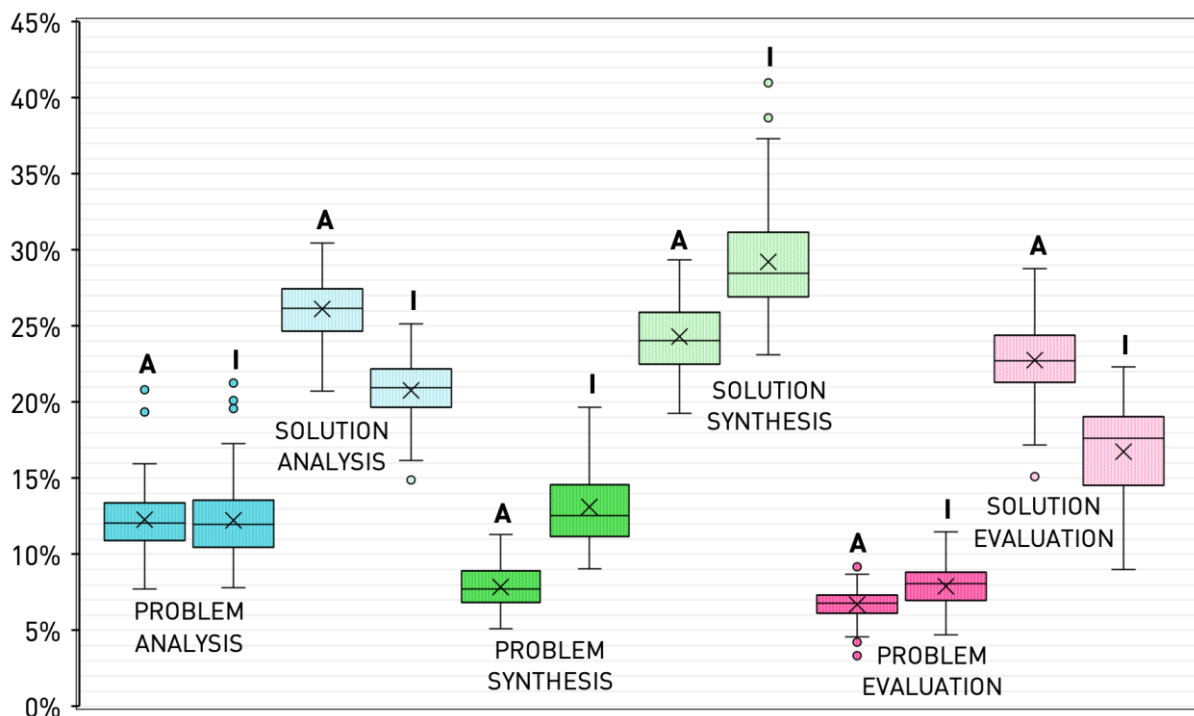 45%
40%
35%
30%
25%
20%
15%
10%
5%
0%
A
I
PROBLEM
ANALYSIS
A
I
SOLUTION
ANALYSIS
A
I
PROBLEM
SYNTHESIS
A
I
SOLUTION
SYNTHESIS
A
I
PROBLEM
EVALUATION
A
I
SOLUTION
EVALUATION